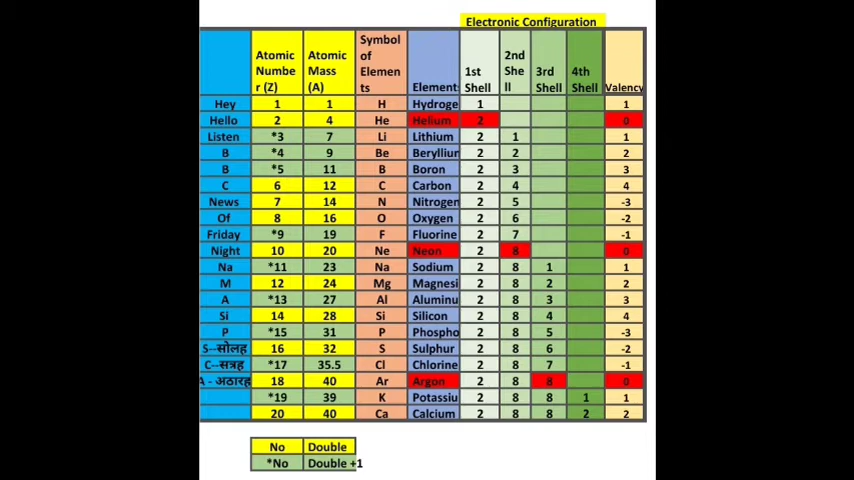 Electronic Configuration
Atomic Numbe r (Z) Atomic Mass (A) Symbol of Elemen ts Element 1st Shell 2nd She ll 3rd Shell 4th Shell Valency
Hey 1 1 H Hydroge 1 1
Hello 2 4 He Helium 2 0
Listen *3 7 Li Lithium 2 1 1
B *4 9 Be Beryllium 2 2 2
B *5 11 B Boron 2 3 3
C 6 12 C Carbon 2 4 4
News 7 14 N Nitrogen 2 5 -3
Of 8 16 O Oxygen 2 6 -2
Friday *9 19 F Fluorine 2 7 -1
Night 10 20 Ne Neon 2 8 0
Na *11 23 Na Sodium 2 8 1 1
M 12 24 Mg Magnesi 2 8 2 2
A *13 27 Al Aluminu 2 8 3 3
Si 14 28 Si Silicon 2 8 4 4
P *15 31 P Phospho 2 8 5 -3
S--सोलह 16 32 S Sulphur 2 8 6 -2
C--सत्रह *17 35.5 Cl Chlorine 2 8 7 -1
A - अठारह 18 40 Ar Argon 2 8 8 0
*19 39 K Potassiu 2 8 8 1 1
20 40 Ca Calcium 2 8 8 2 2
No Double
*No Double +1